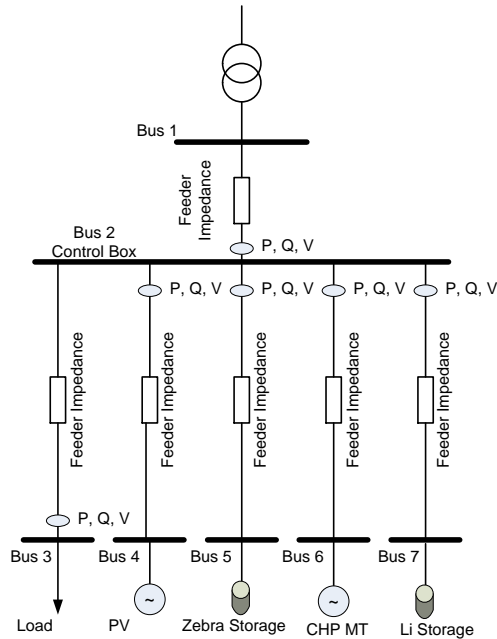 Bus 1
Feeder
Impedance
Bus 2
Control Box
P, Q, V
P, Q, V
P, Q, V
P, Q, V
P, Q, V
Feeder Impedance
Feeder Impedance
Feeder Impedance
Feeder Impedance
Feeder Impedance
P, Q, V
Bus 3
Bus 4
Bus 5
Bus 6
Bus 7
~
~
Load
PV
Zebra Storage
CHP MT
Li Storage